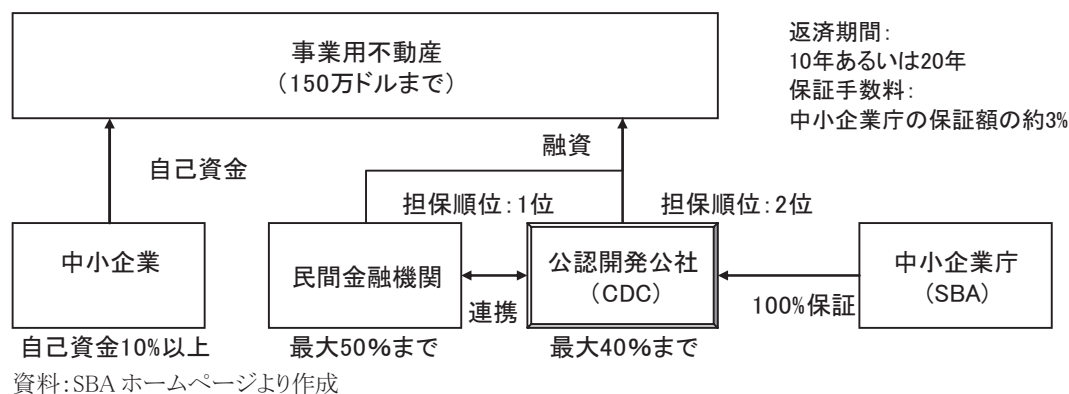 事業用不動産
(150万ドルまで)
返済期間:
10年あるいは20年
保証手数料:
中小企業庁の保証額の約3%
自己資金
融資
担保順位:1位
担保順位:2位
中小企業
民間金融機関
連携
公認開発公社
(CDC)
100%保証
中小企業庁
(SBA)
自己資金10%以上
最大50%まで
最大40%まで
資料:SBA ホームページより作成